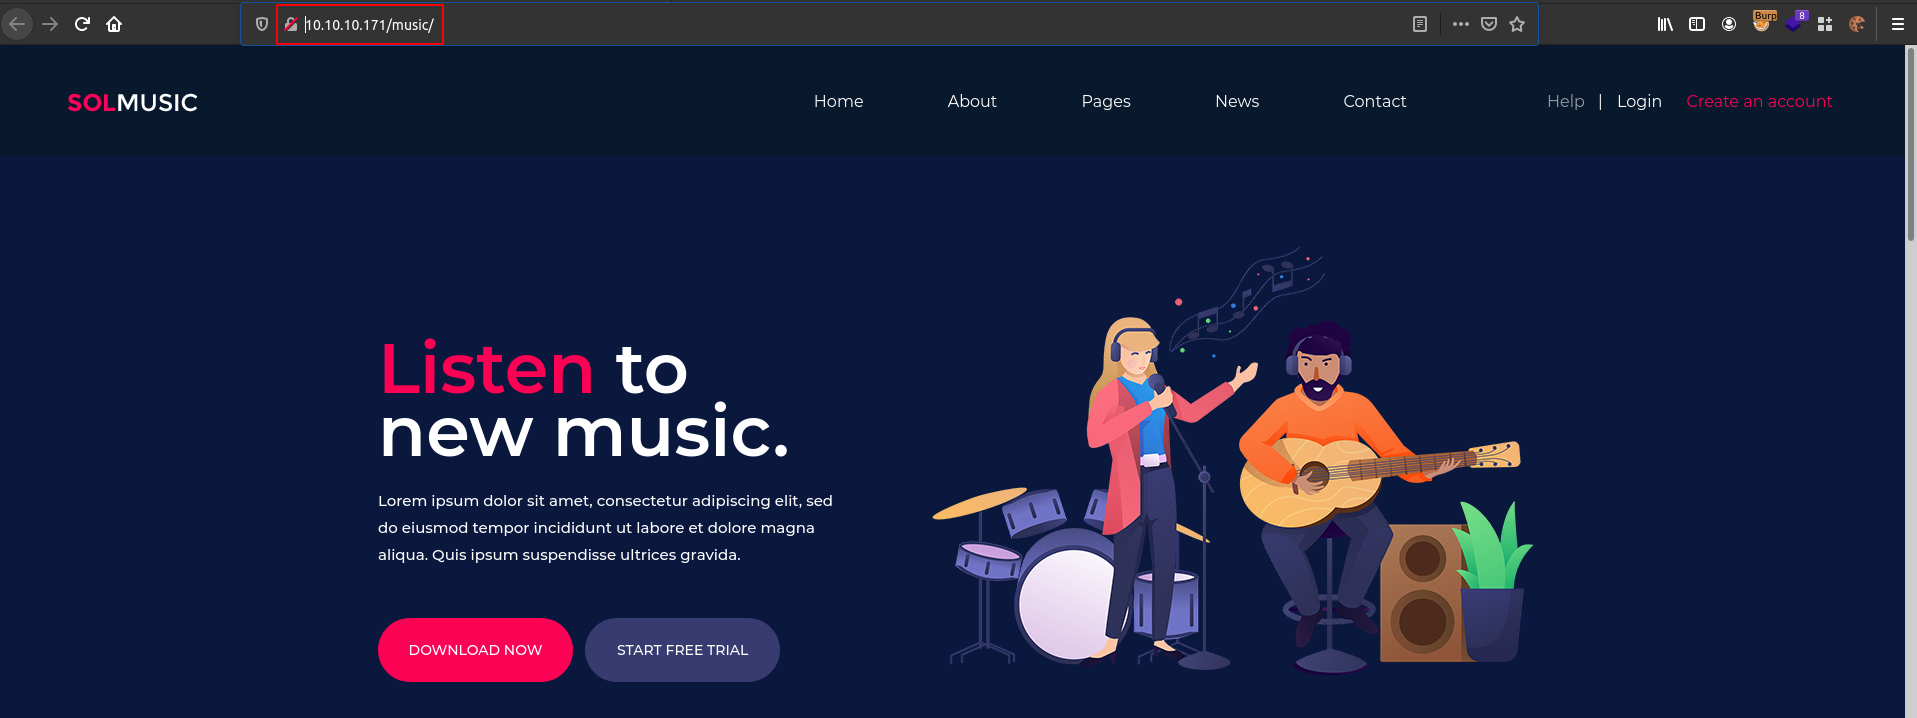 10.10.10.171/music/
Burp
8
SOLMUSIC
Home About Pages News Contact Help | Login Create an account
Listen to
new music.
Lorem ipsum dolor sit amet, consectetur adipiscing elit, sed
do eiusmod tempor incididunt ut labore et dolore magna
aliqua. Quis ipsum suspendisse ultrices gravida.
DOWNLOAD NOW START FREE TRIAL